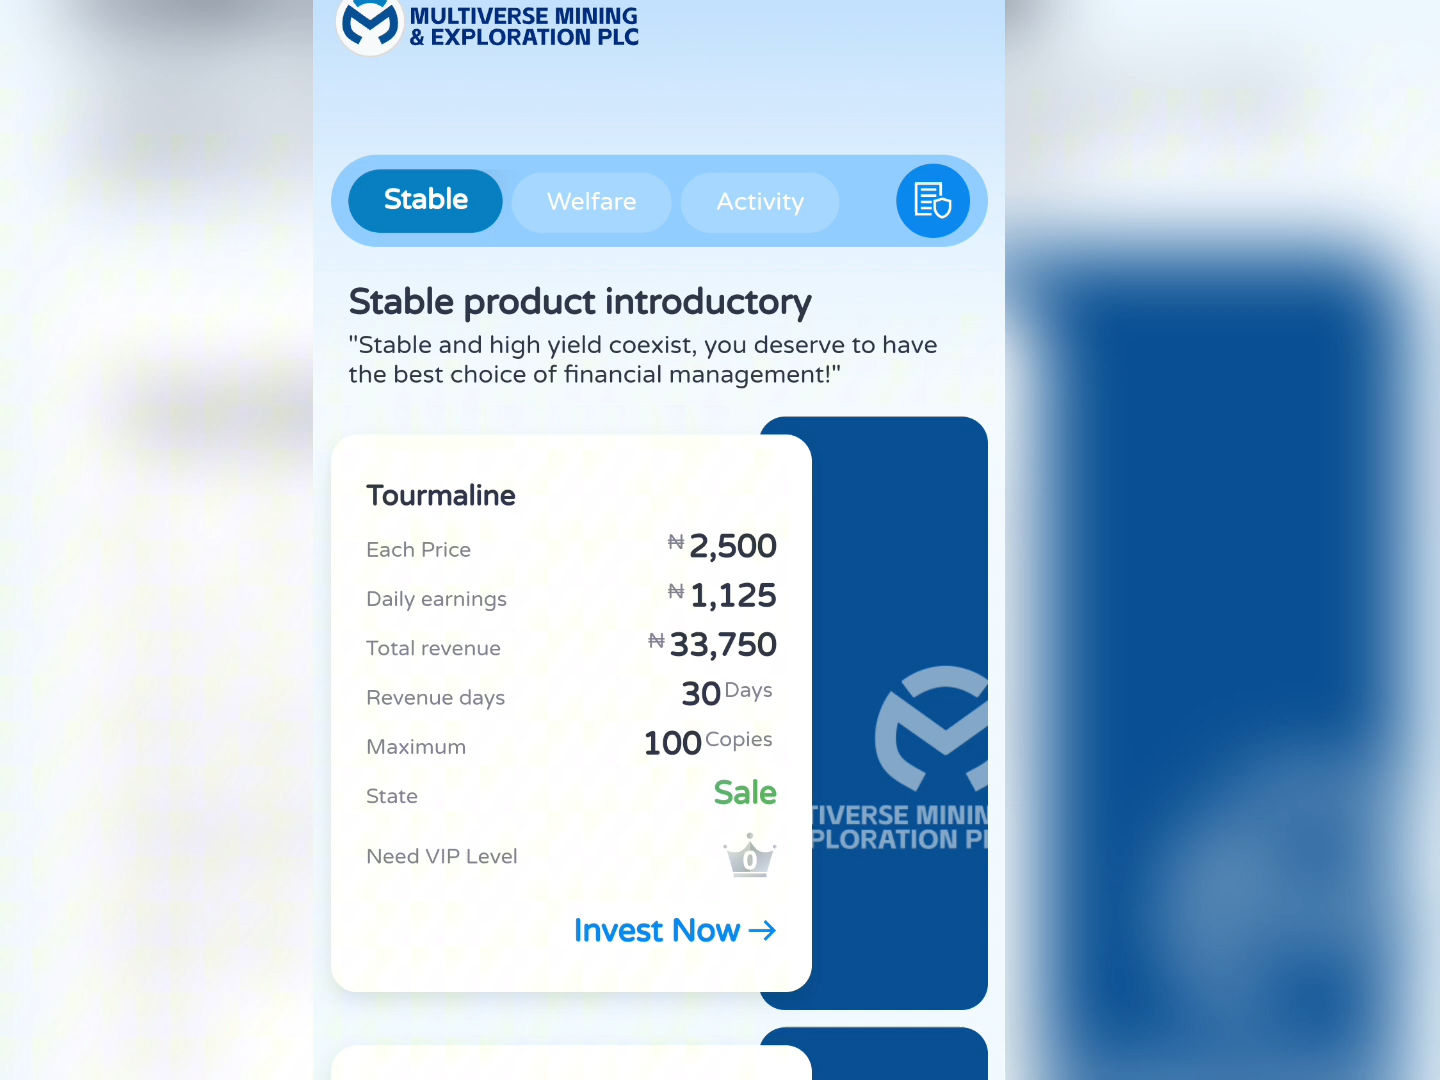 MULTIVERSE MINING
& EXPLORATION PLC
Stable
Welfare
Activity
Stable product introductory
"Stable and high yield coexist, you deserve to have
the best choice of financial management!"
Tourmaline
Each Price ₦ 2,500
Daily earnings ₦ 1,125
Total revenue ₦ 33,750
Revenue days 30 Days
Maximum 100 Copies
State Sale
Need VIP Level 0
Invest Now →
TIVERSE MININ
PLORATION PL